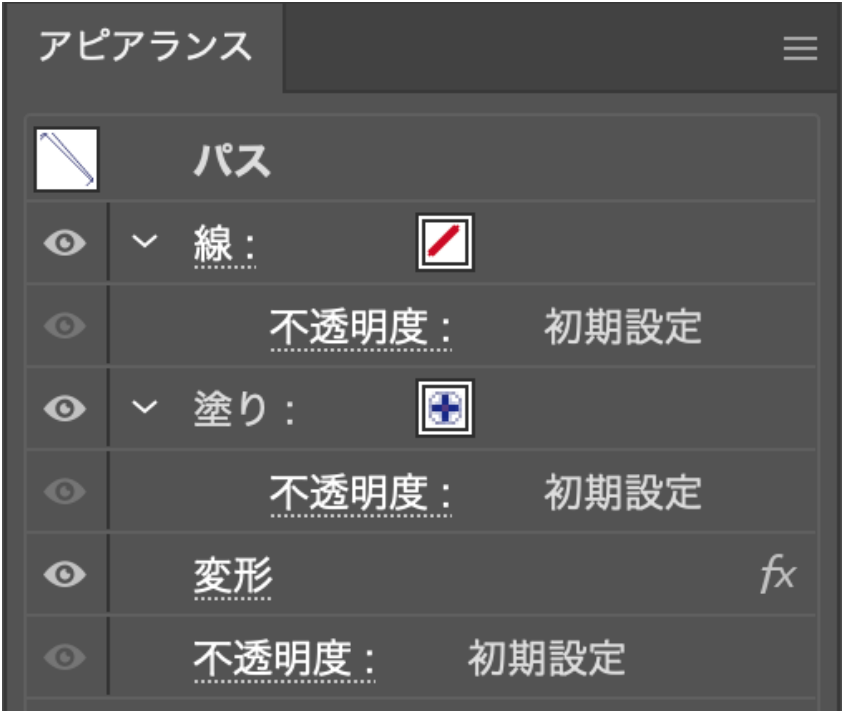 アピアランス
パス
線：
不透明度： 初期設定
塗り：
不透明度： 初期設定
変形 fx
不透明度： 初期設定